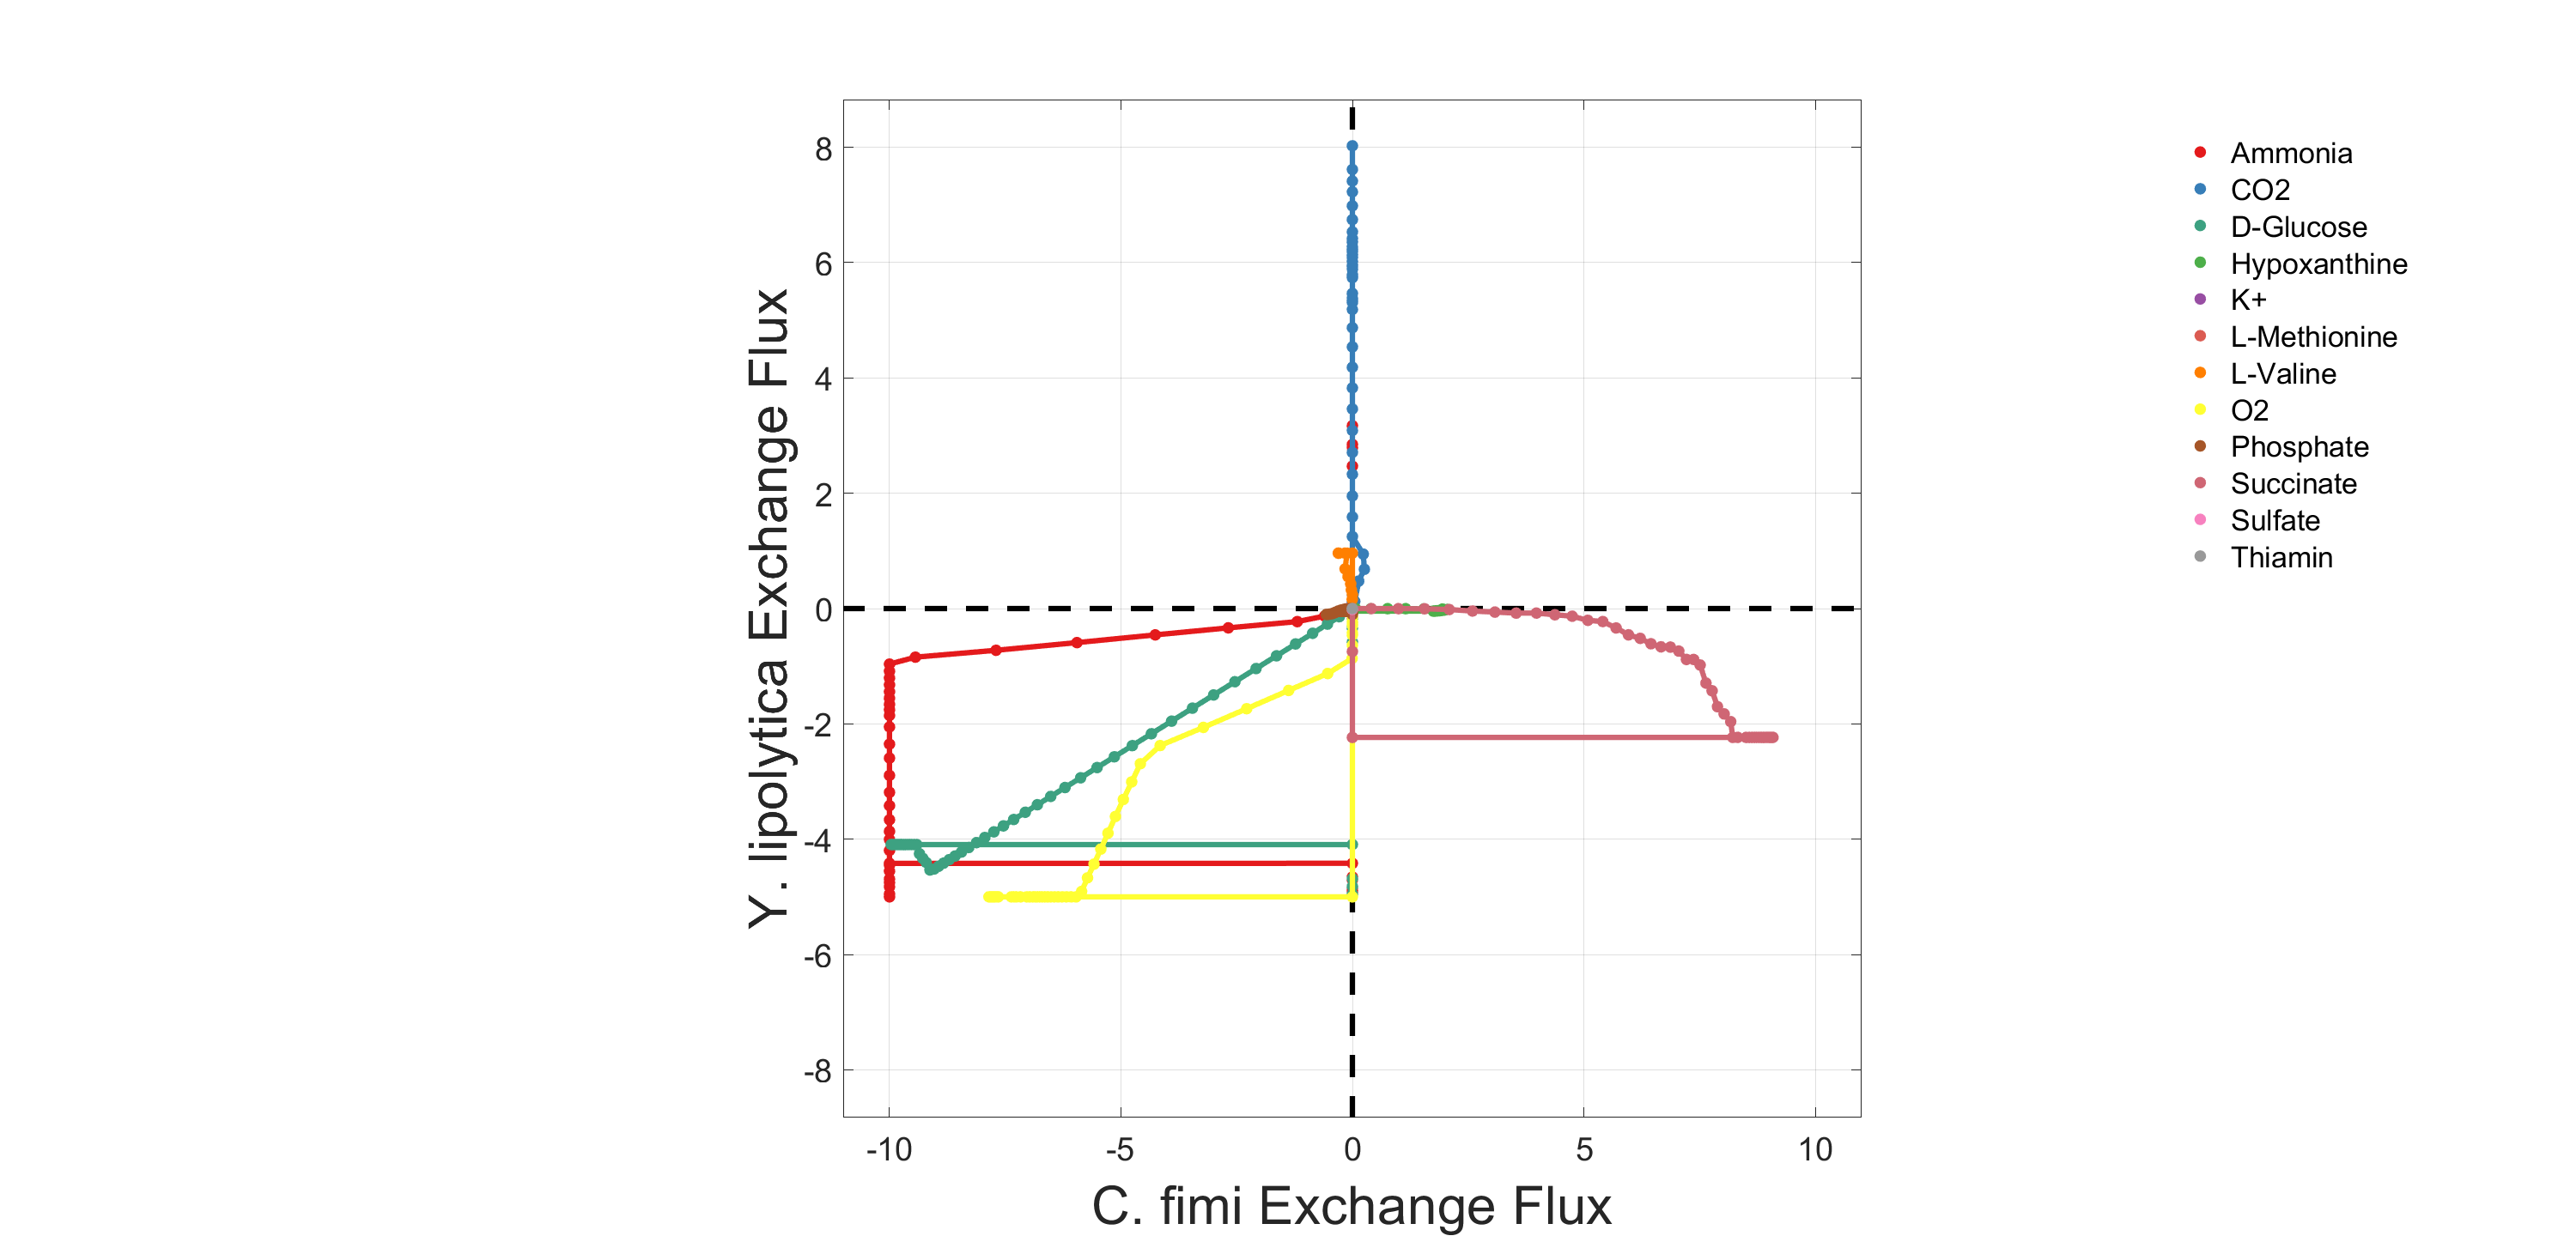 8
6
4
2
0
-2
-4
-6
-8
-10
-5
0
5
10
Y. lipolytica Exchange Flux
C. fimi Exchange Flux
Ammonia
CO2
D-Glucose
Hypoxanthine
K+
L-Methionine
L-Valine
O2
Phosphate
Succinate
Sulfate
Thiamin